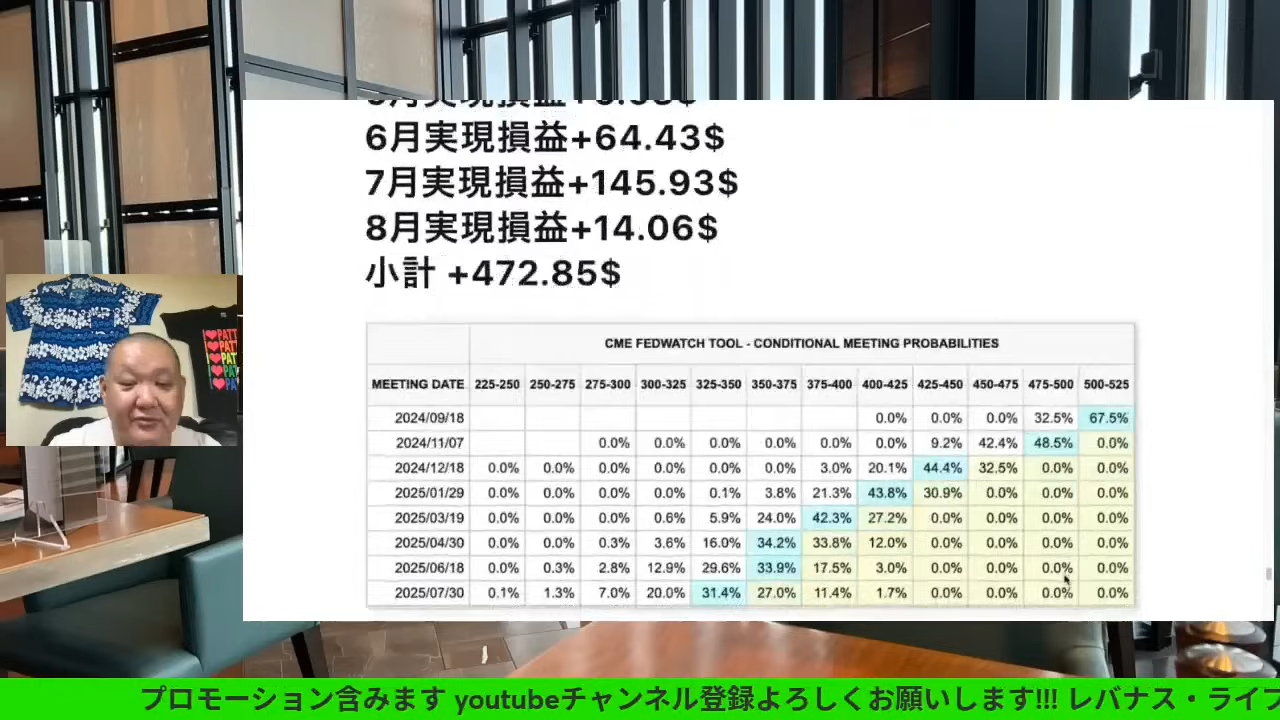 6月実現損益+64.43$
7月実現損益+145.93$
8月実現損益+14.06$
小計 +472.85$
CME FEDWATCH TOOL - CONDITIONAL MEETING PROBABILITIES
MEETING DATE 225-250 250-275 275-300 300-325 325-350 350-375 375-400 400-425 425-450 450-475 475-500 500-525
2024/09/18 0.0% 0.0% 0.0% 32.5% 67.5%
2024/11/07 0.0% 0.0% 0.0% 0.0% 0.0% 0.0% 9.2% 42.4% 48.5% 0.0%
2024/12/18 0.0% 0.0% 0.0% 0.0% 0.0% 0.0% 3.0% 20.1% 44.4% 32.5% 0.0% 0.0%
2025/01/29 0.0% 0.0% 0.0% 0.0% 0.1% 3.8% 21.3% 43.8% 30.9% 0.0% 0.0% 0.0%
2025/03/19 0.0% 0.0% 0.0% 0.6% 5.9% 24.0% 42.3% 27.2% 0.0% 0.0% 0.0% 0.0%
2025/04/30 0.0% 0.0% 0.3% 3.6% 16.0% 34.2% 33.8% 12.0% 0.0% 0.0% 0.0% 0.0%
2025/06/18 0.0% 0.3% 2.8% 12.9% 29.6% 33.9% 17.5% 3.0% 0.0% 0.0% 0.0% 0.0%
2025/07/30 0.1% 1.3% 7.0% 20.0% 31.4% 27.0% 11.4% 1.7% 0.0% 0.0% 0.0% 0.0%
プロモーション含みます youtubeチャンネル登録よろしくお願いします!!! レバナス・ライフ